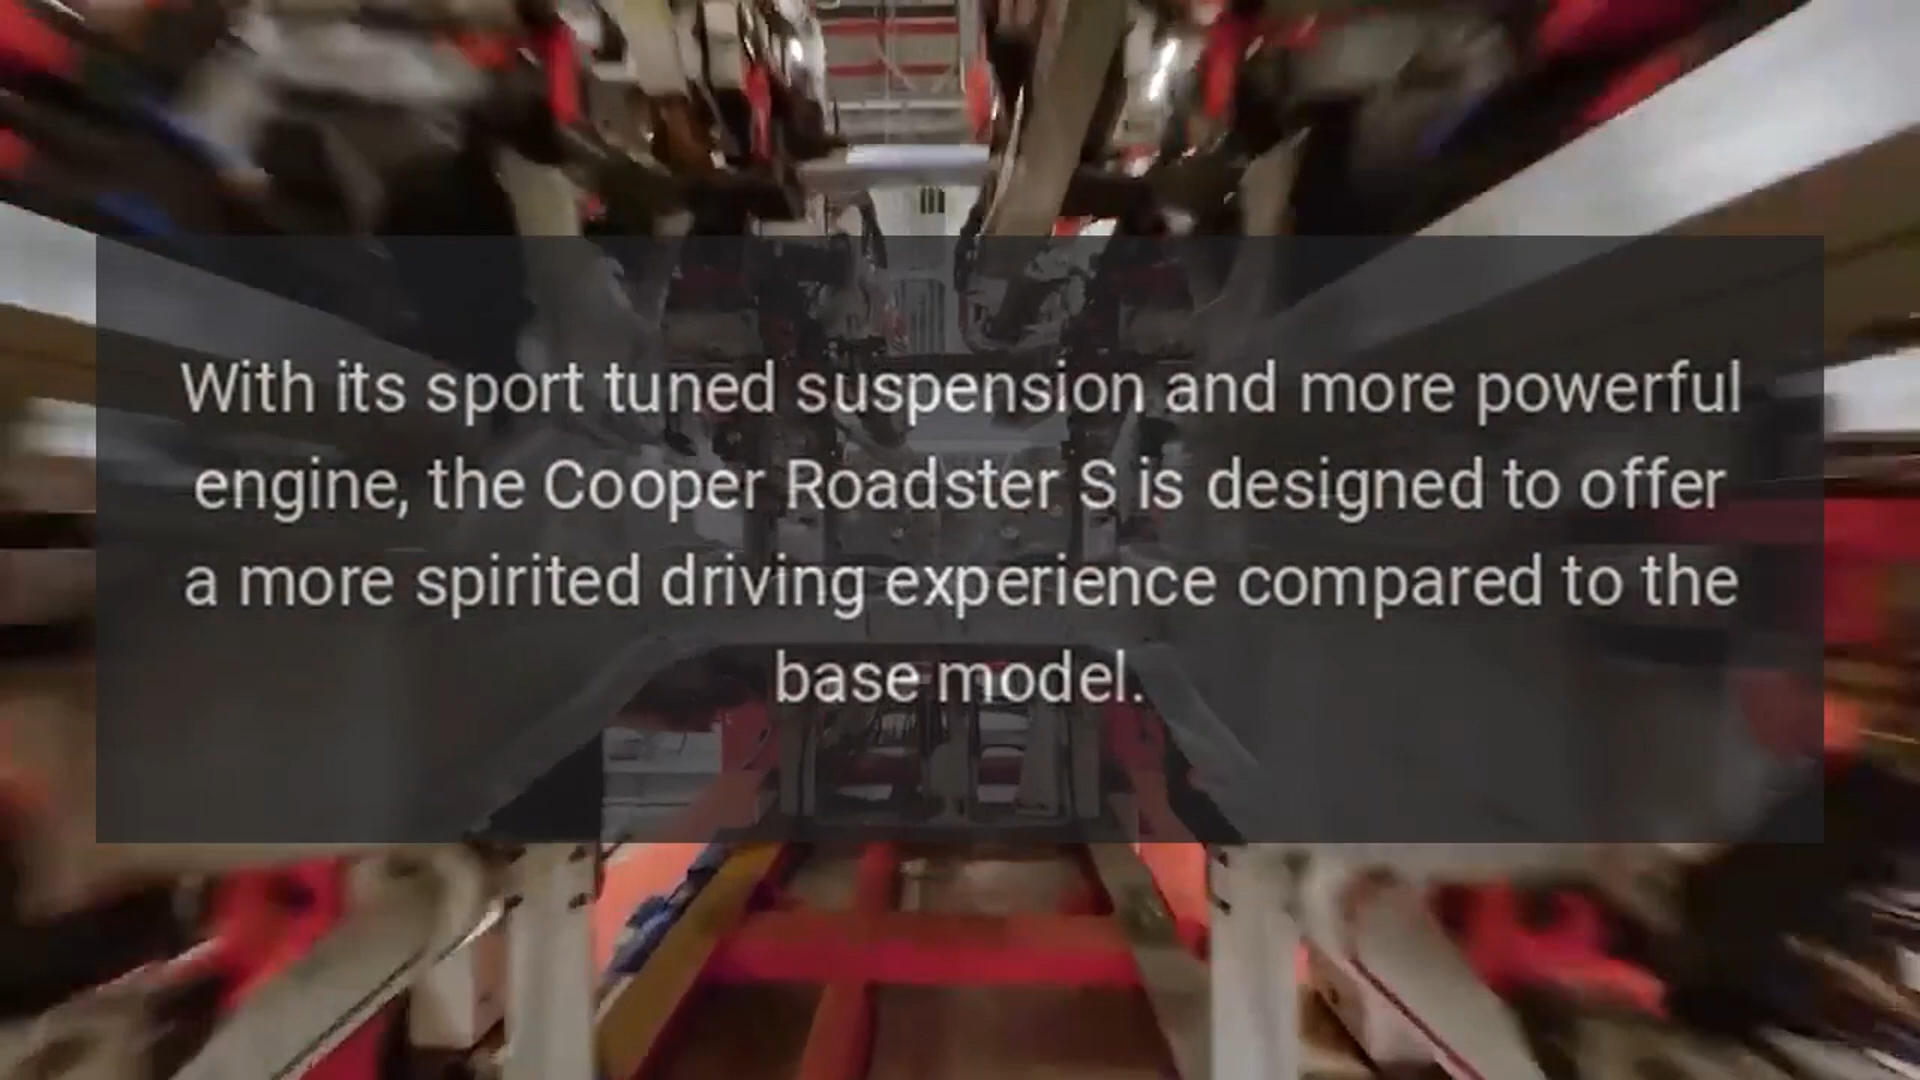 With its sport tuned suspension and more powerful
engine, the Cooper Roadster S is designed to offer
a more spirited driving experience compared to the
base model.